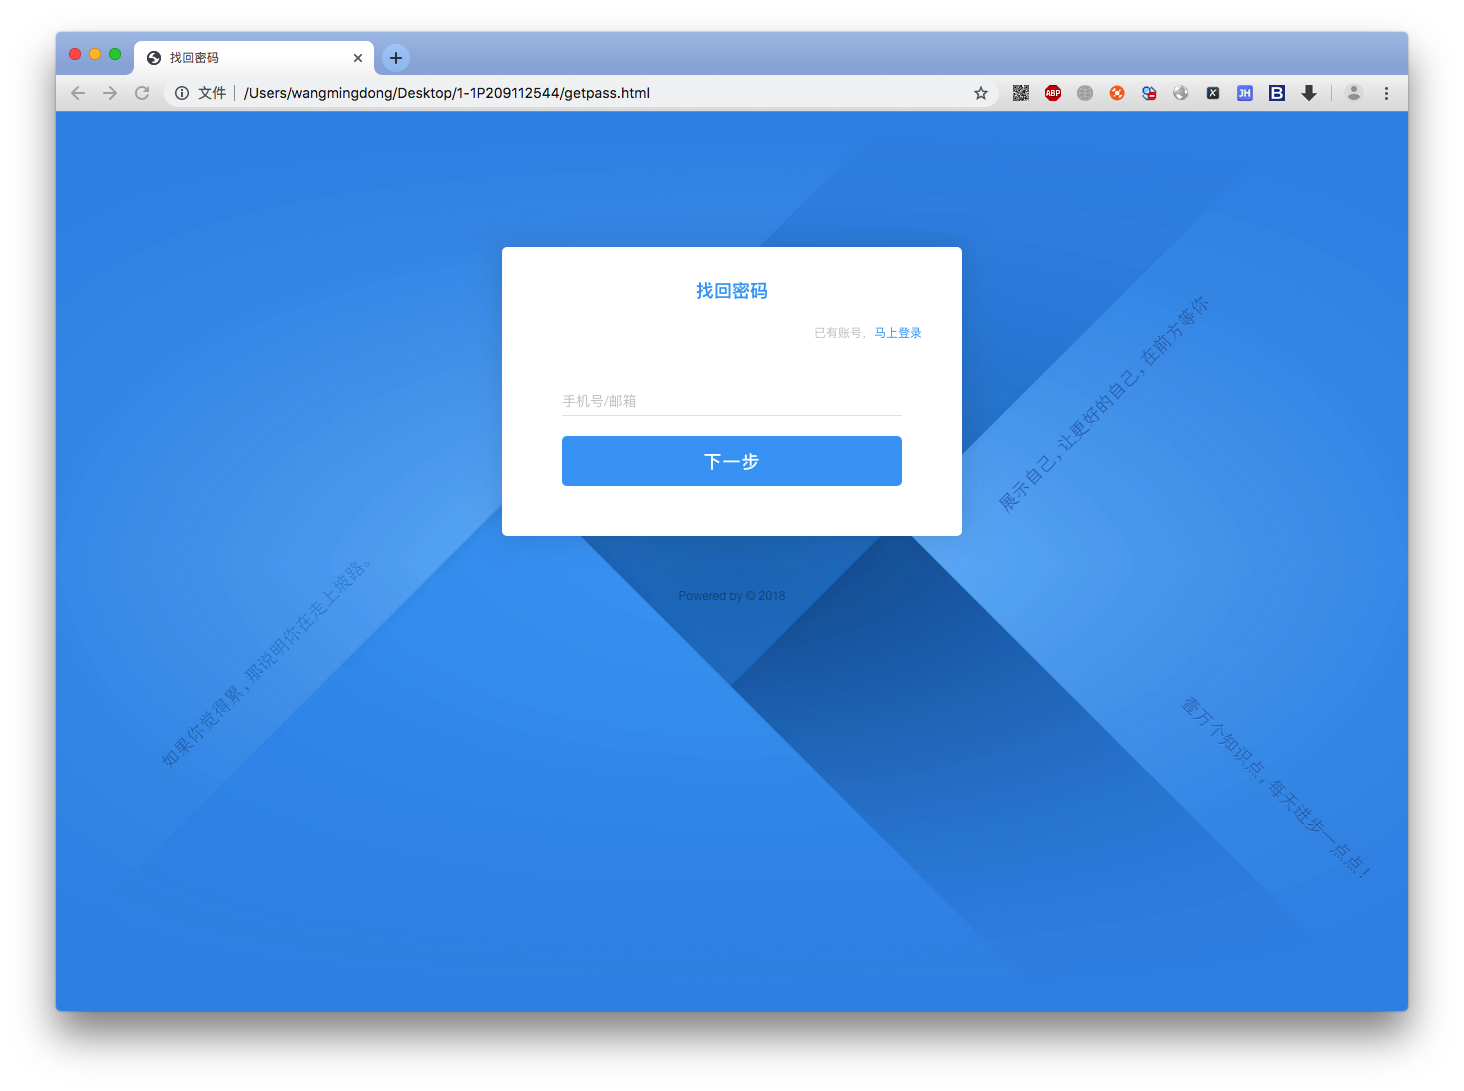 找回密码
文件
/Users/wangmingdong/Desktop/1-1P209112544/getpass.html
ABP
X
JH
B
找回密码
已有账号，马上登录
手机号/邮箱
下一步
展示自己，让更好的自己，在前方等你
如果你觉得累，那说明你在走上坡路。
Powered by © 2018
壹万个知识点，每天进步一点点！